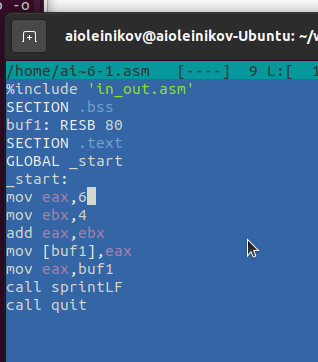 p -o
aioleinikov@aioleinikov-Ubuntu: ~/w
/home/ai~6-1.asm [----] 9 L:[ 1
%include 'in_out.asm'
SECTION .bss
buf1: RESB 80
SECTION .text
GLOBAL _start
_start:
mov eax,6
mov ebx,4
add eax,ebx
mov [buf1],eax
mov eax,buf1
call sprintLF
call quit